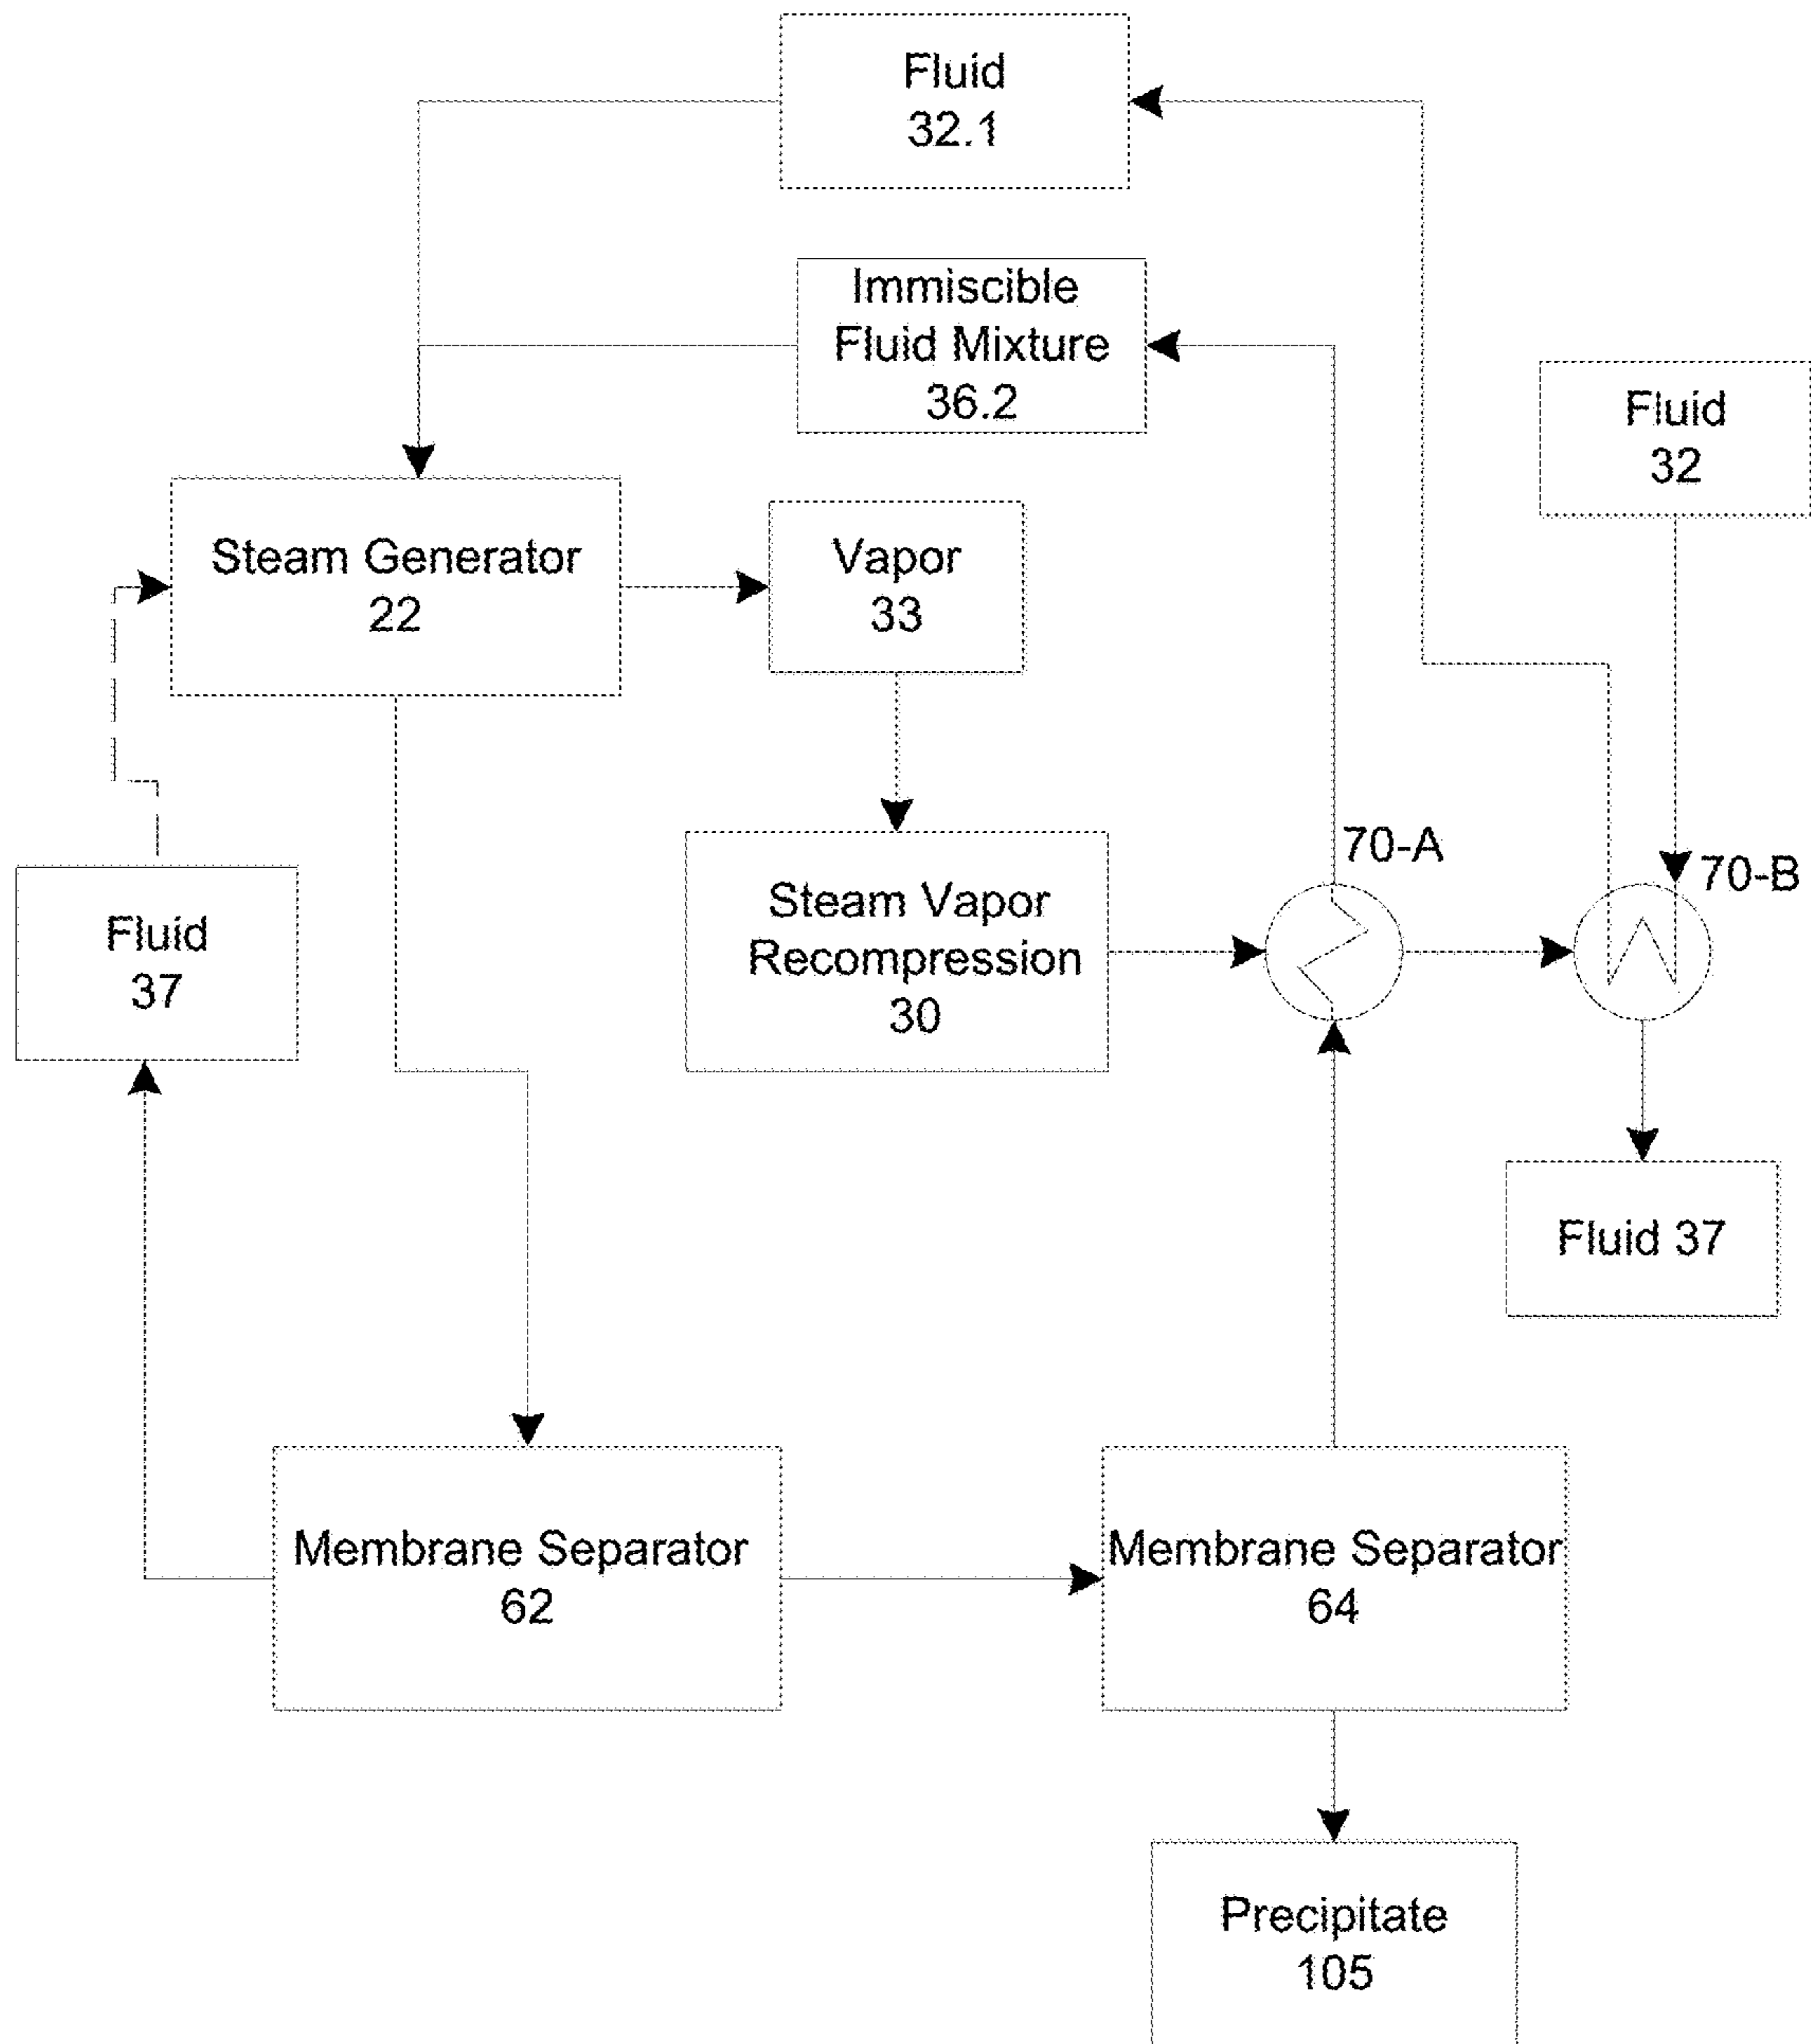 Fluid
32.1
Immiscible
Fluid Mixture
36.2
Fluid
32
Steam Generator
22
Vapor
33
70-A
70-B
Fluid
37
Steam Vapor
Recompression
30
Fluid 37
Membrane Separator
62
Membrane Separator
64
Precipitate
105